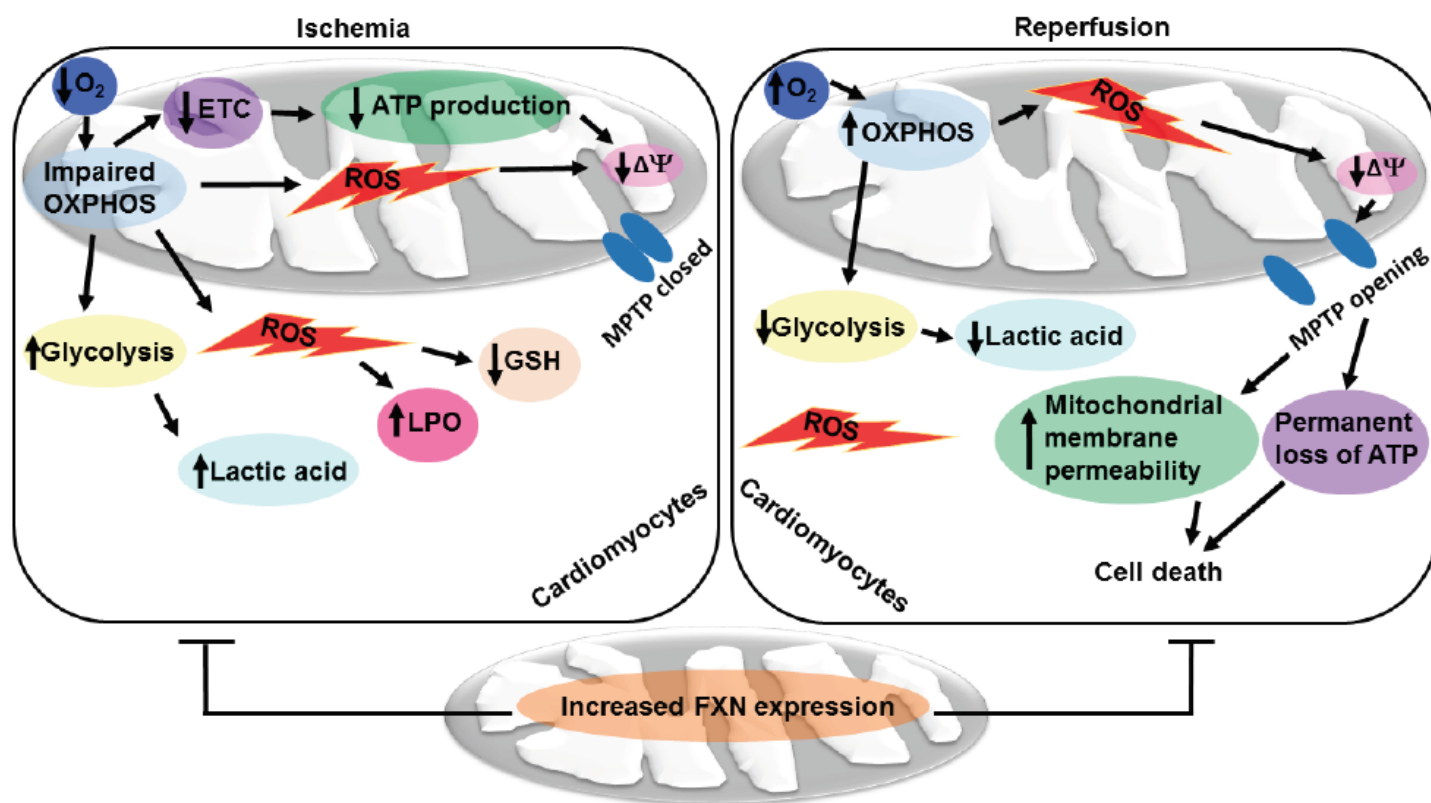 Ischemia
↓O₂
↓ETC
↓ATP production
Impaired
OXPHOS
ROS
↓ΔΨ
MPTP closed
↑Glycolysis
ROS
↓GSH
↑LPO
↑Lactic acid
Cardiomyocytes
Reperfusion
↑O₂
↑OXPHOS
ROS
↓ΔΨ
MPTP opening
↓Glycolysis
↓Lactic acid
ROS
↑Mitochondrial
membrane
permeability
Permanent
loss of ATP
Cell death
Cardiomyocytes
Increased FXN expression